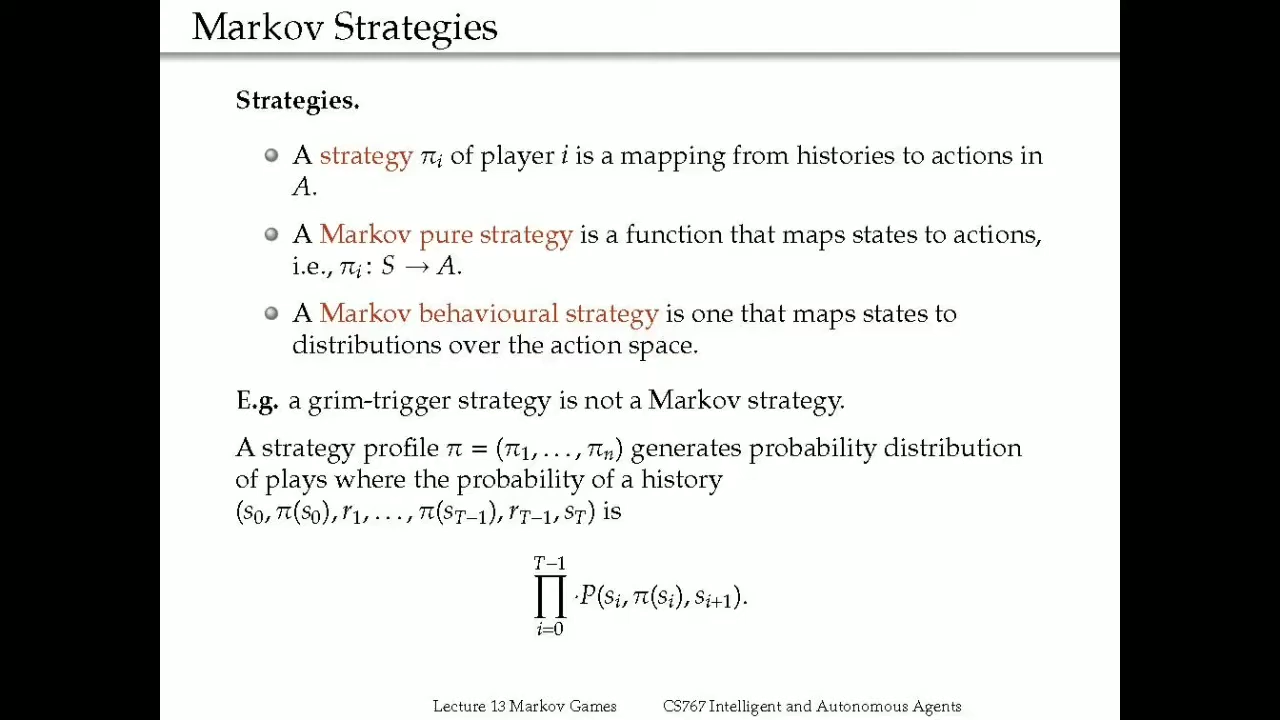 Markov Strategies
Strategies.
A strategy πᵢ of player i is a mapping from histories to actions in
A.
A Markov pure strategy is a function that maps states to actions,
i.e., πᵢ: S → A.
A Markov behavioural strategy is one that maps states to
distributions over the action space.
E.g. a grim-trigger strategy is not a Markov strategy.
A strategy profile π = (π₁, . . . , πₙ) generates probability distribution
of plays where the probability of a history
(s₀, π(s₀), r₁, . . . , π(s_{T−1}), r_{T−1}, s_T) is
T−1
∏ ·P(sᵢ, π(sᵢ), sᵢ₊₁).
i=0
Lecture 13 Markov Games CS767 Intelligent and Autonomous Agents